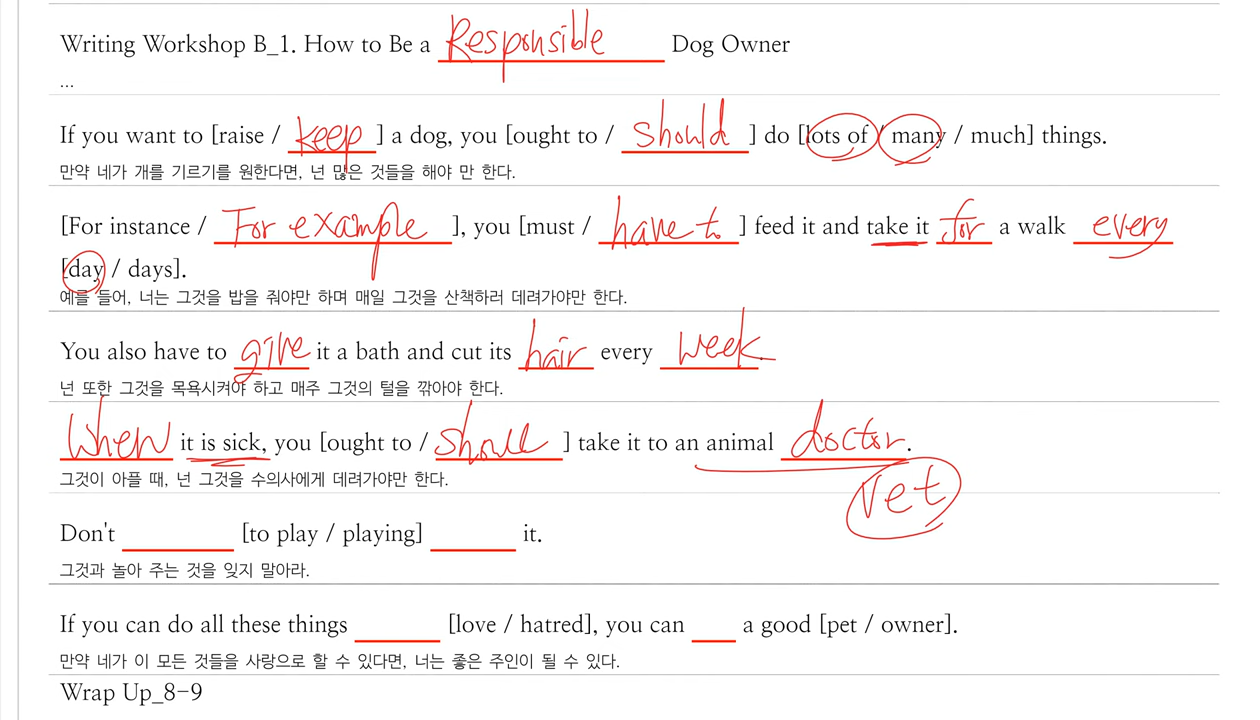 Writing Workshop B_1. How to Be a Responsible Dog Owner
...
If you want to [raise / keep ] a dog, you [ought to / should ] do [lots of / many / much] things.
만약 네가 개를 기르기를 원한다면, 넌 많은 것들을 해야 만 한다.
[For instance / For example ], you [must / have to ] feed it and take it for a walk every
[day / days].
예를 들어, 너는 그것을 밥을 줘야만 하며 매일 그것을 산책하러 데려가야만 한다.
You also have to give it a bath and cut its hair every week.
넌 또한 그것을 목욕시켜야 하고 매주 그것의 털을 깎아야 한다.
When it is sick, you [ought to / should ] take it to an animal doctor.
그것이 아플 때, 넌 그것을 수의사에게 데려가야만 한다.
vet
Don't ____ [to play / playing] ____ it.
그것과 놀아 주는 것을 잊지 말아라.
If you can do all these things ____ [love / hatred], you can ____ a good [pet / owner].
만약 네가 이 모든 것들을 사랑으로 할 수 있다면, 너는 좋은 주인이 될 수 있다.
Wrap Up_8-9